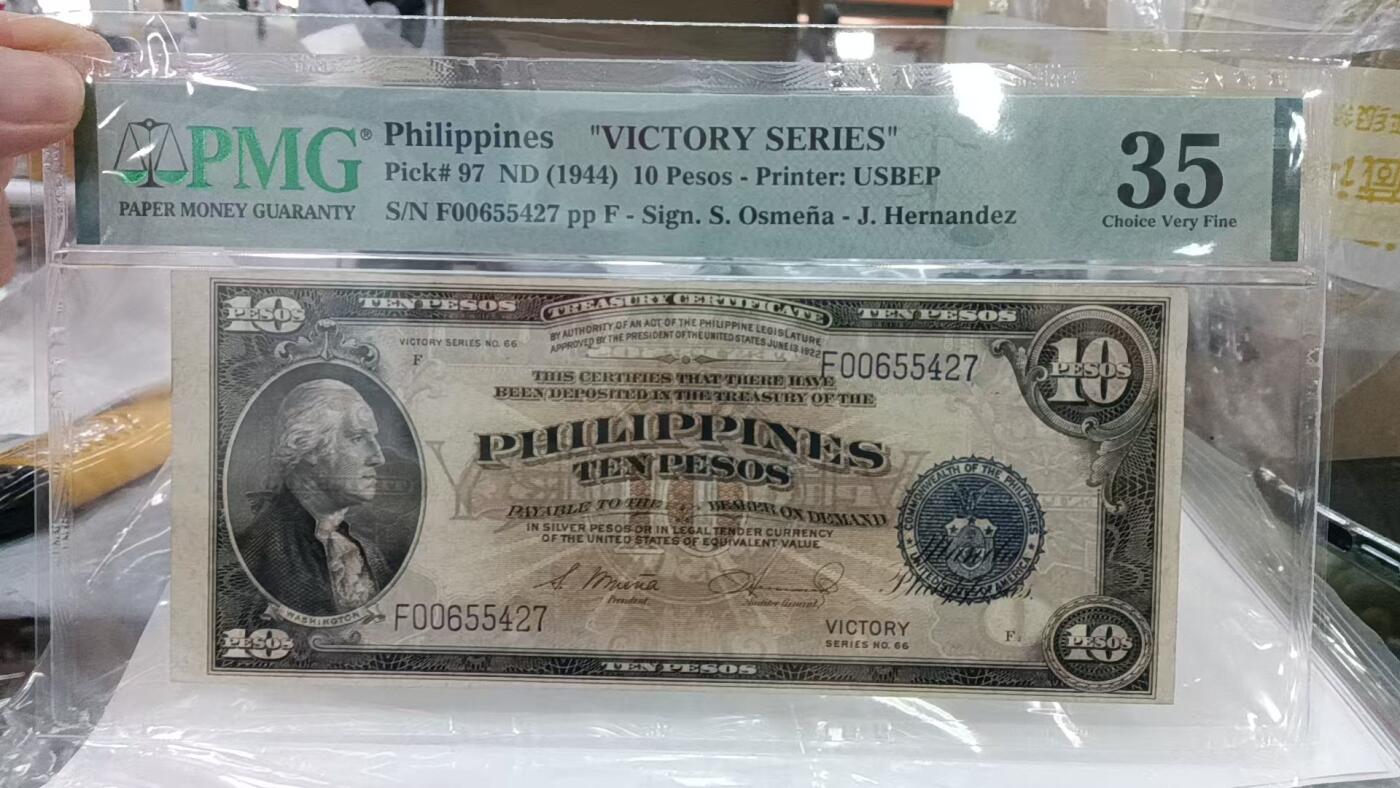 PMG®
PAPER MONEY GUARANTY
Philippines "VICTORY SERIES"
Pick# 97 ND (1944) 10 Pesos - Printer: USBEP
S/N F00655427 pp F - Sign. S. Osmeña - J. Hernandez
35
Choice Very Fine
10 PESOS
TEN PESOS
TREASURY CERTIFICATE
TEN PESOS
10 PESOS
BY AUTHORITY OF AN ACT OF THE PHILIPPINE LEGISLATURE
APPROVED BY THE PRESIDENT OF THE UNITED STATES JUNE 13, 1922
VICTORY SERIES NO. 66
F
F00655427
THIS CERTIFIES THAT THERE HAVE
BEEN DEPOSITED IN THE TREASURY OF THE
PHILIPPINES
TEN PESOS
PAYABLE TO THE BEARER ON DEMAND
IN SILVER PESOS OR IN LEGAL TENDER CURRENCY
OF THE UNITED STATES OF EQUIVALENT VALUE
COMMONWEALTH OF THE PHILIPPINES
UNITED STATES OF AMERICA
President
Auditor General
WASHINGTON
F00655427
VICTORY
SERIES NO. 66
F
10 PESOS
TEN PESOS
10 PESOS